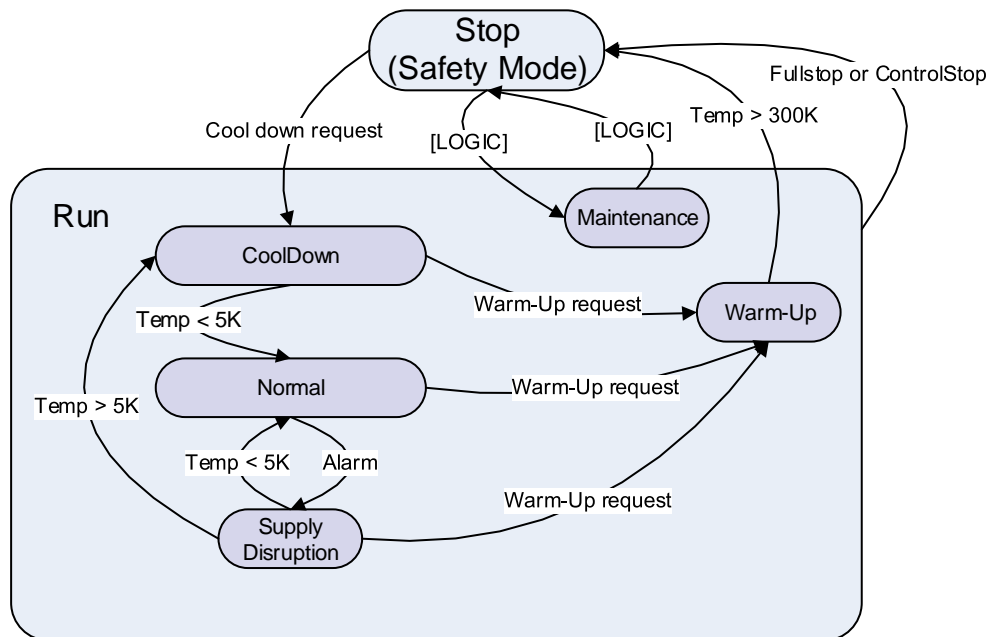 Stop
(Safety Mode)
Fullstop or ControlStop
Temp > 300K
Cool down request
[LOGIC]
[LOGIC]
Run
Maintenance
CoolDown
Warm-Up request
Warm-Up
Temp < 5K
Normal
Warm-Up request
Temp > 5K
Temp < 5K
Alarm
Warm-Up request
Supply
Disruption